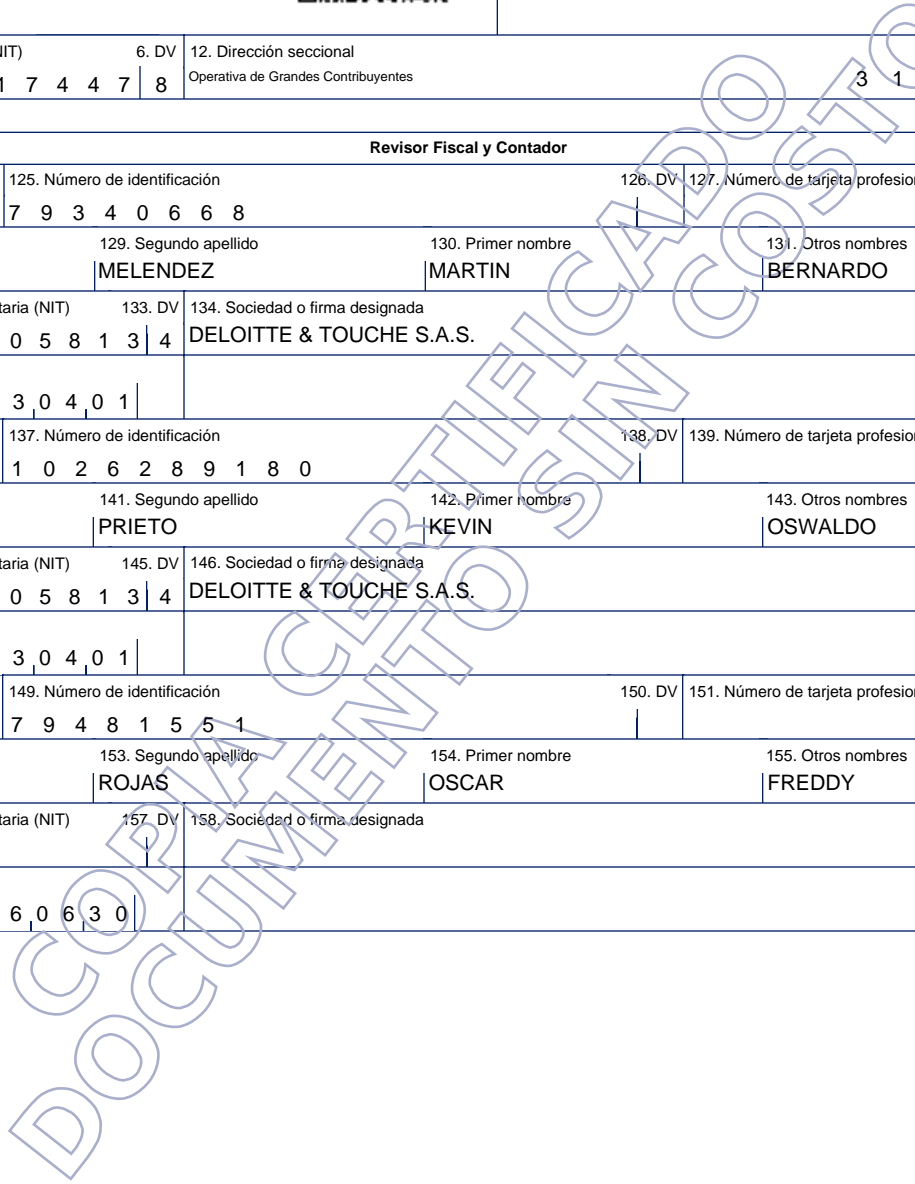 NIT) 6. DV 12. Dirección seccional
1 7 4 4 7 8 Operativa de Grandes Contribuyentes 3 1
Revisor Fiscal y Contador
125. Número de identificación 126. DV 127. Número de tarjeta profesion
7 9 3 4 0 6 6 8
129. Segundo apellido 130. Primer nombre 131. Otros nombres
MELENDEZ MARTIN BERNARDO
taria (NIT) 133. DV 134. Sociedad o firma designada
0 5 8 1 3 4 DELOITTE & TOUCHE S.A.S.
3 0 4 0 1
137. Número de identificación 138. DV 139. Número de tarjeta profesion
1 0 2 6 2 8 9 1 8 0
141. Segundo apellido 142. Primer nombre 143. Otros nombres
PRIETO KEVIN OSWALDO
taria (NIT) 145. DV 146. Sociedad o firma designada
0 5 8 1 3 4 DELOITTE & TOUCHE S.A.S.
3 0 4 0 1
149. Número de identificación 150. DV 151. Número de tarjeta profesion
7 9 4 8 1 5 5 1
153. Segundo apellido 154. Primer nombre 155. Otros nombres
ROJAS OSCAR FREDDY
taria (NIT) 157. DV 158. Sociedad o firma designada
6 0 6 3 0
COPIA CERTIFICADO
DOCUMENTO SIN COSTO